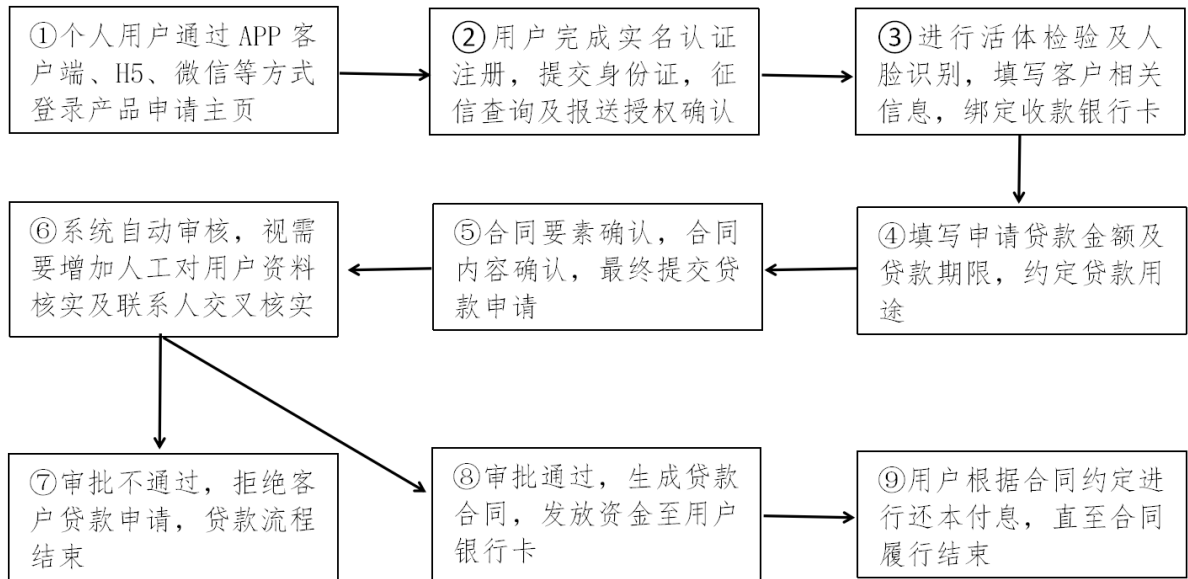 ①个人用户通过 APP 客
户端、H5、微信等方式
登录产品申请主页
②用户完成实名认证
注册，提交身份证，征
信查询及报送授权确认
③进行活体检验及人
脸识别，填写客户相关
信息，绑定收款银行卡
④填写申请贷款金额及
贷款期限，约定贷款用
途
⑤合同要素确认，合同
内容确认，最终提交贷
款申请
⑥系统自动审核，视需
要增加人工对用户资料
核实及联系人交叉核实
⑦审批不通过，拒绝客
户贷款申请，贷款流程
结束
⑧审批通过，生成贷款
合同，发放资金至用户
银行卡
⑨用户根据合同约定进
行还本付息，直至合同
履行结束